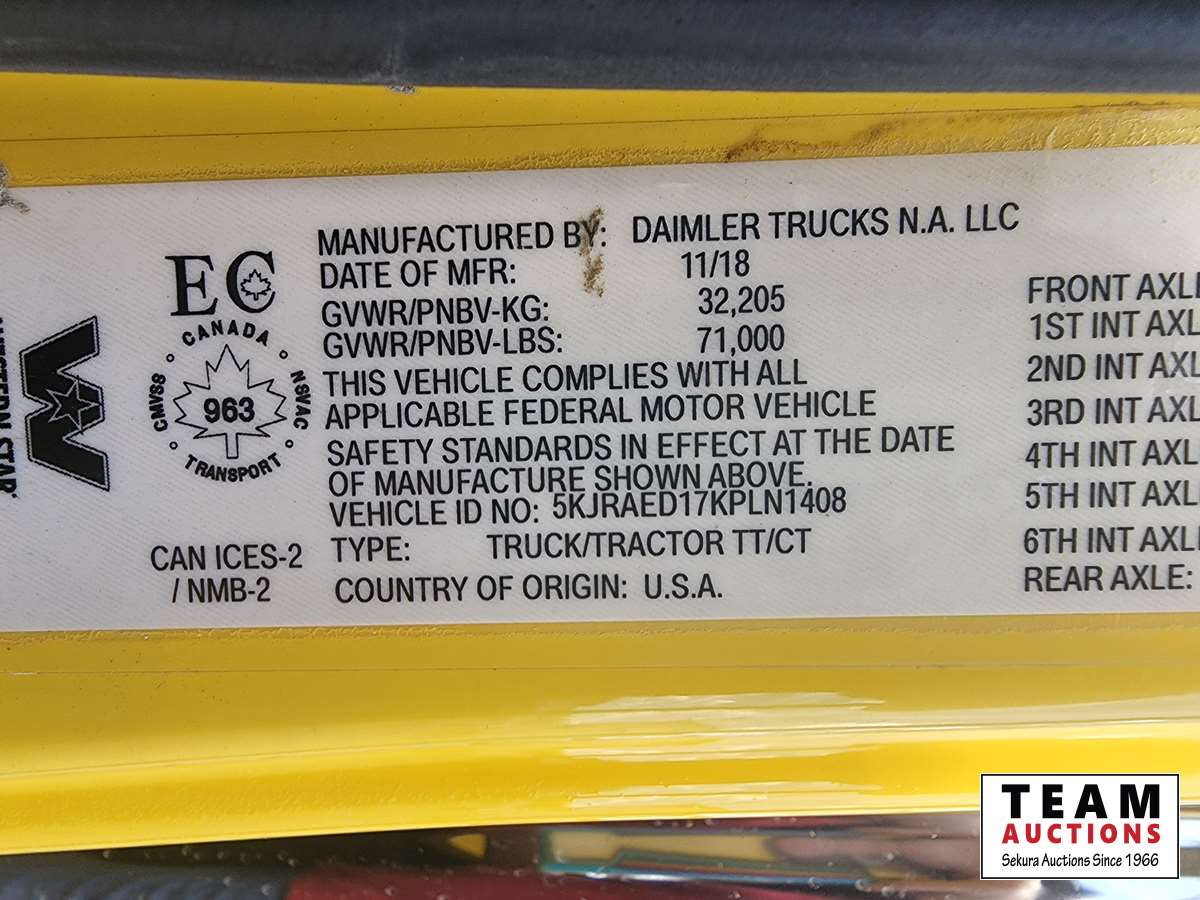 MANUFACTURED BY: DAIMLER TRUCKS N.A. LLC
DATE OF MFR: 11/18
GVWR/PNBV-KG: 32,205
GVWR/PNBV-LBS: 71,000
THIS VEHICLE COMPLIES WITH ALL
APPLICABLE FEDERAL MOTOR VEHICLE
SAFETY STANDARDS IN EFFECT AT THE DATE
OF MANUFACTURE SHOWN ABOVE.
VEHICLE ID NO: 5KJRAED17KPLN1408
TYPE: TRUCK/TRACTOR TT/CT
COUNTRY OF ORIGIN: U.S.A.
EC
CANADA
CMVSS
963
NSVAC
TRANSPORT
CAN ICES-2
/ NMB-2
WESTERN STAR
FRONT AXLE
1ST INT AXL
2ND INT AXL
3RD INT AXL
4TH INT AXL
5TH INT AXL
6TH INT AXL
REAR AXLE:
TEAM
AUCTIONS
Sekura Auctions Since 1966